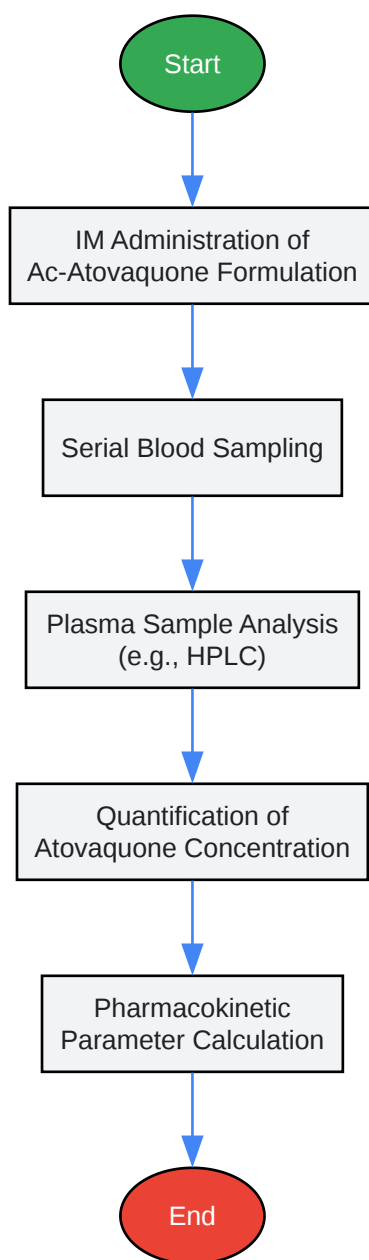 Start
IM Administration of
Ac-Atovaquone Formulation
Serial Blood Sampling
Plasma Sample Analysis
(e.g., HPLC)
Quantification of
Atovaquone Concentration
Pharmacokinetic
Parameter Calculation
End